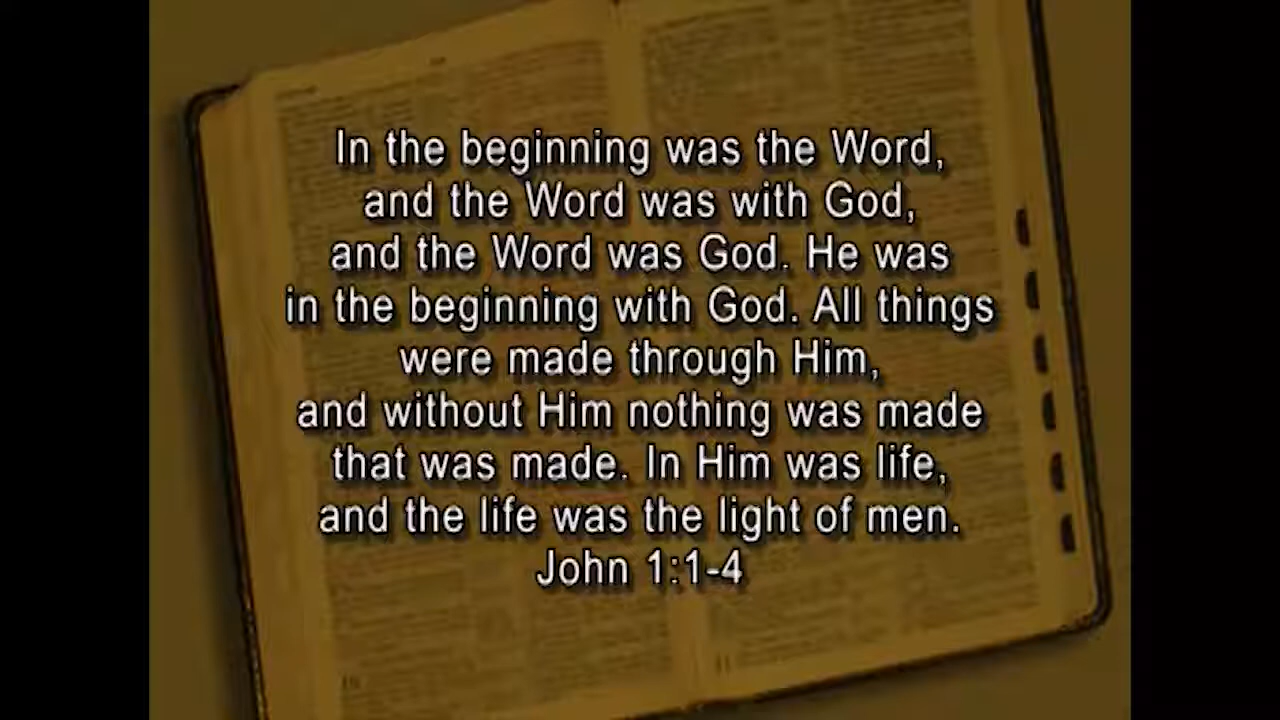 In the beginning was the Word,
and the Word was with God,
and the Word was God. He was
in the beginning with God. All things
were made through Him,
and without Him nothing was made
that was made. In Him was life,
and the life was the light of men.
John 1:1-4